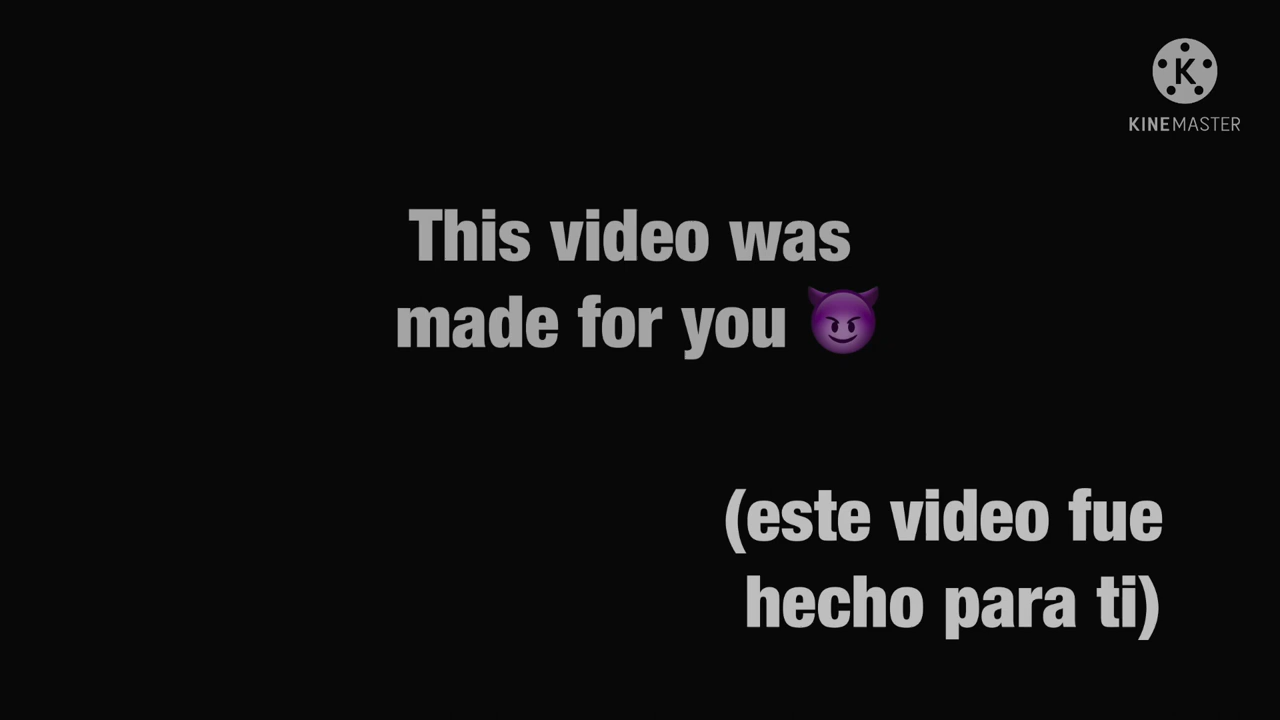 K
KINEMASTER
This video was
made for you 😈
(este video fue
hecho para ti)